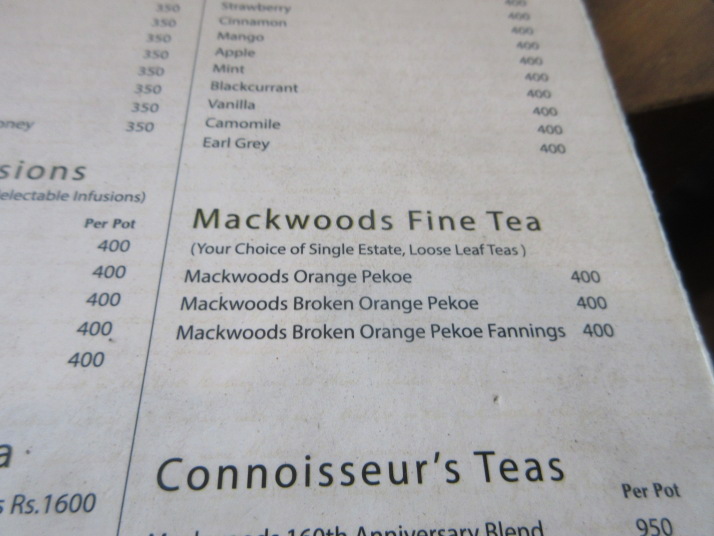 350
350
350
350
350
350
350
350
sions
electable Infusions)
Per Pot
400
400
400
400
400
a
s Rs.1600
Strawberry 400
Cinnamon 400
Mango 400
Apple 400
Mint 400
Blackcurrant 400
Vanilla 400
Camomile 400
Earl Grey 400
Mackwoods Fine Tea
(Your Choice of Single Estate, Loose Leaf Teas )
Mackwoods Orange Pekoe 400
Mackwoods Broken Orange Pekoe 400
Mackwoods Broken Orange Pekoe Fannings 400
Connoisseur's Teas
Per Pot
Mackwoods 160th Anniversary Blend 950